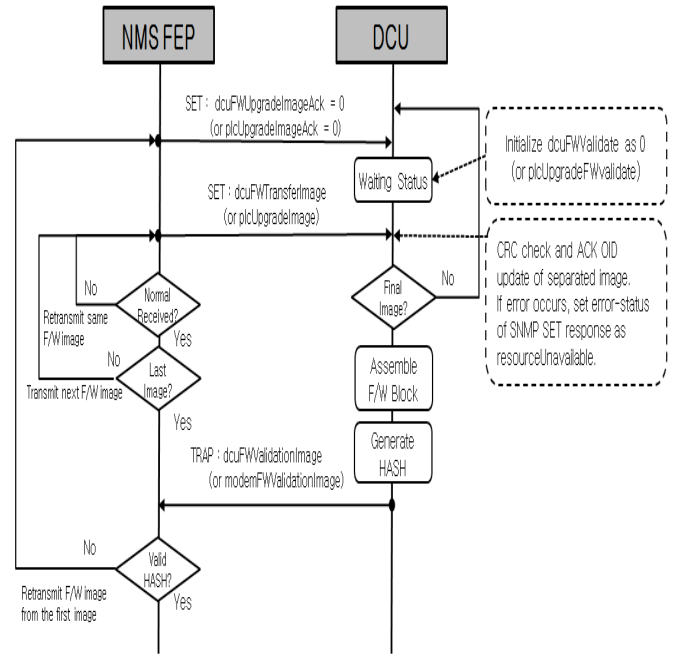 NMS FEP
DCU
SET : dcuFWUpgradeImageAck = 0
(or plcUpgradeImageAck = 0)
Initialize dcuFWValidate as 0
(or plcUpgradeFWvalidate)
Waiting Status
SET : dcuFWTransferImage
(or plcUpgradeImage)
CRC check and ACK OID
update of separated image.
If error occurs, set error-status
of SNMP SET response as
resourceUnavailable.
No
Normal
Received?
Retransmit same
F/W image
Yes
Final
Image?
No
No
Last
Image?
Transmit next F/W image
Yes
Assemble
F/W Block
Generate
HASH
TRAP : dcuFWValidationImage
(or modemFWValidationImage)
No
Valid
HASH?
Yes
Retransmit F/W image
from the first image